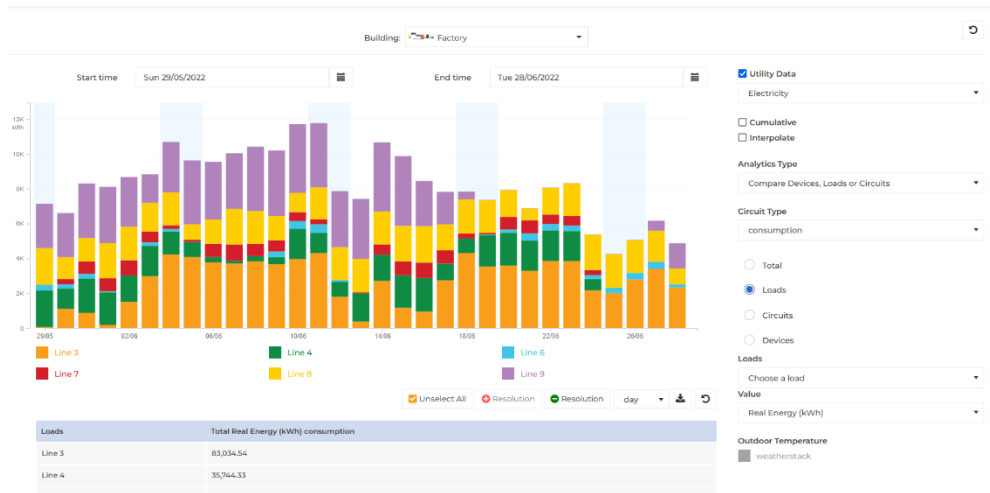 Building: Factory
Start time Sun 29/05/2022 End time Tue 28/06/2022
Utility Data
Electricity
Cumulative
Interpolate
Analytics Type
Compare Devices, Loads or Circuits
Circuit Type
consumption
Total
Loads
Circuits
Devices
Loads
Choose a load
Value
Real Energy (kWh)
Outdoor Temperature
weatherstack
12K
kWh
10K
8K
6K
4K
2K
0
29/05 02/06 06/06 10/06 14/06 18/06 22/06 26/06
Line 3 Line 4 Line 6
Line 7 Line 8 Line 9
Unselect All Resolution Resolution day
Loads Total Real Energy (kWh) consumption
Line 3 83,034.54
Line 4 35,744.33